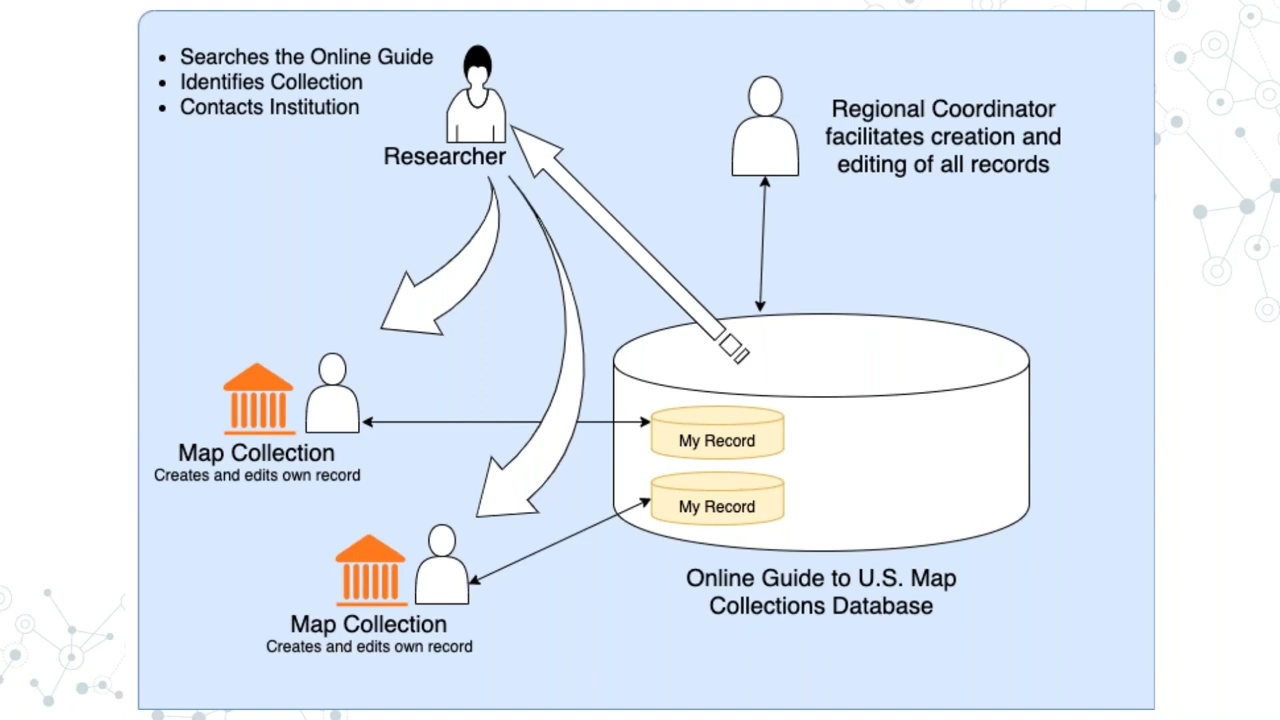 Searches the Online Guide
Identifies Collection
Contacts Institution
Researcher
Regional Coordinator
facilitates creation and
editing of all records
Map Collection
Creates and edits own record
My Record
My Record
Map Collection
Creates and edits own record
Online Guide to U.S. Map
Collections Database